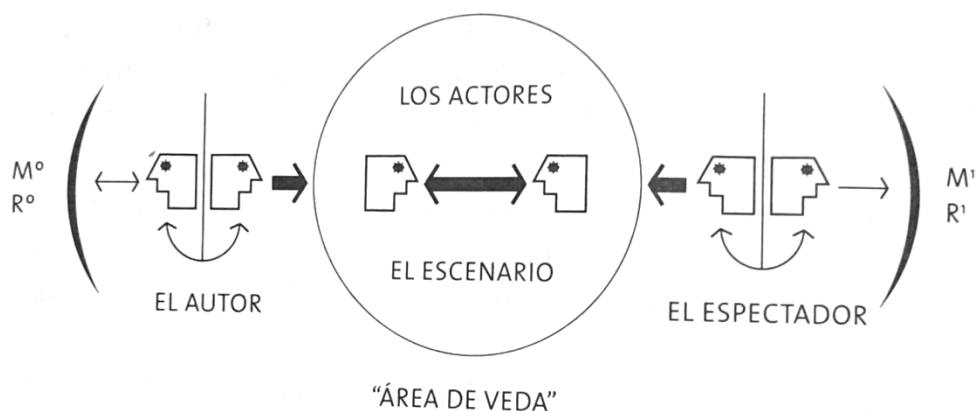 LOS ACTORES
Mº
Rº
M¹
R¹
EL ESCENARIO
EL AUTOR
EL ESPECTADOR
"ÁREA DE VEDA"